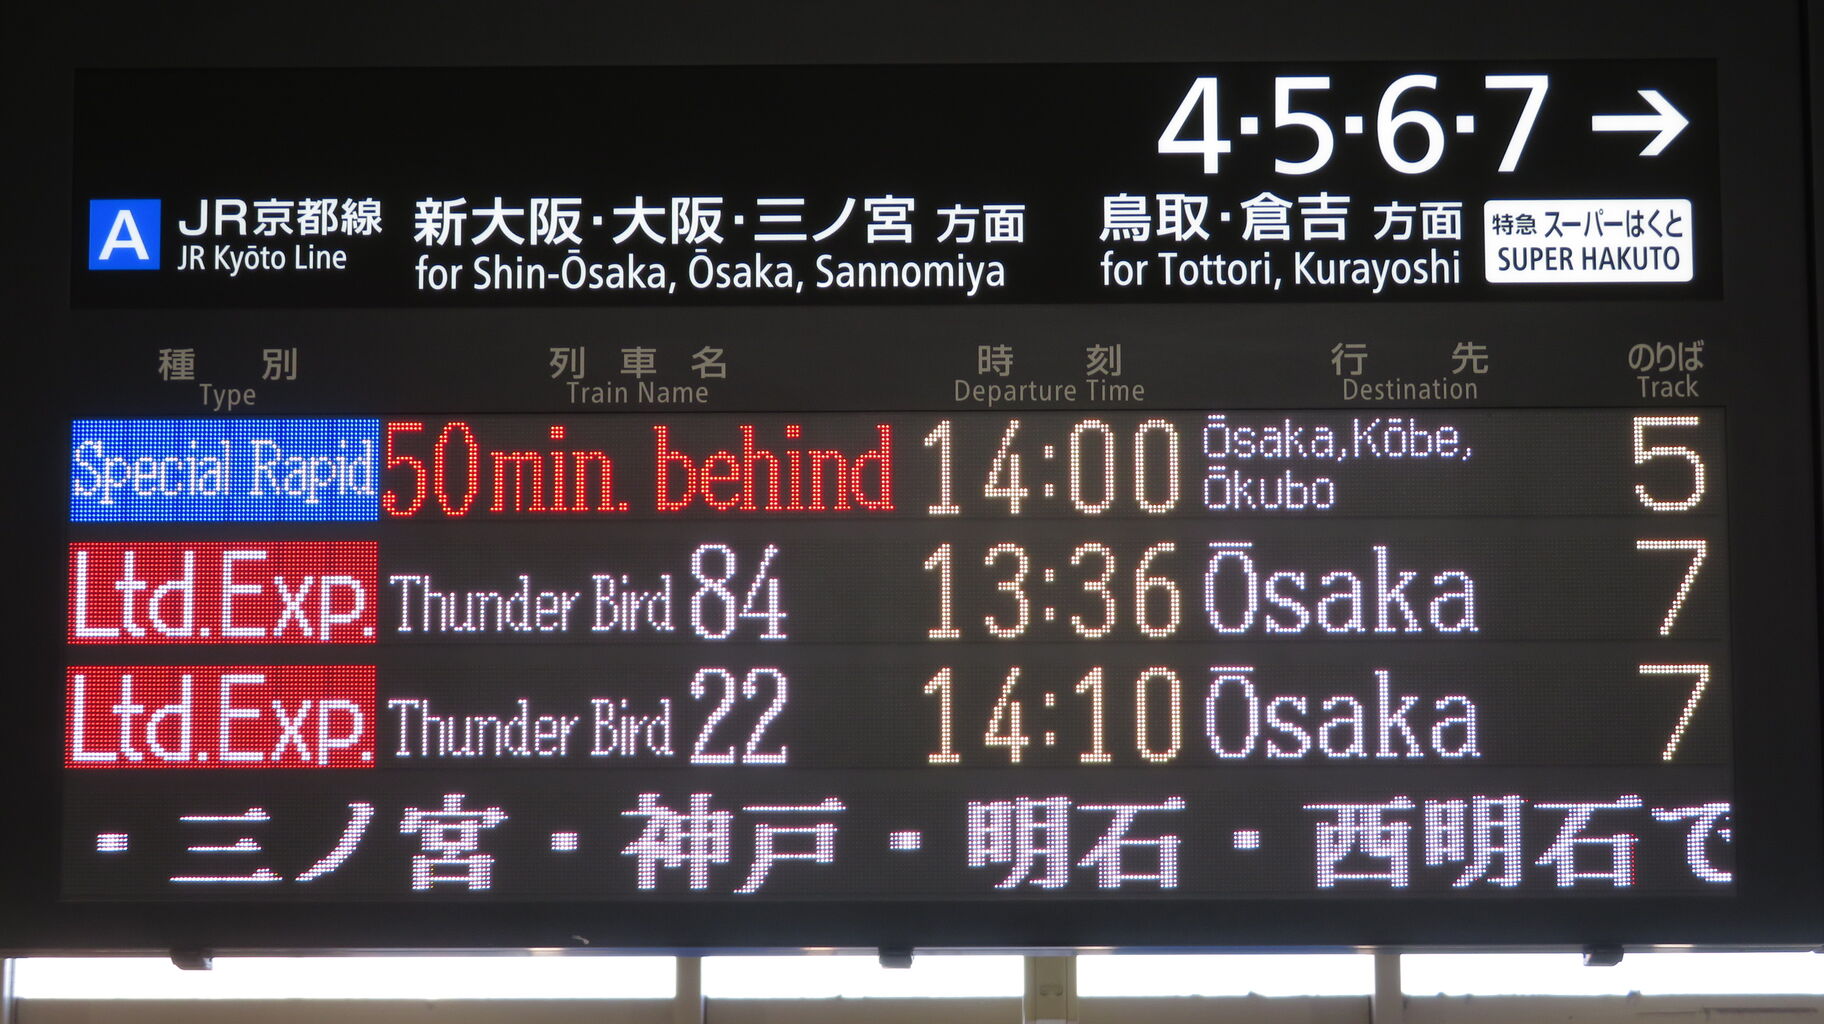 4·5·6·7 →
A JR京都線 新大阪・大阪・三ノ宮 方面 鳥取・倉吉 方面 特急 スーパーはくと
JR Kyōto Line for Shin-Ōsaka, Ōsaka, Sannomiya for Tottori, Kurayoshi SUPER HAKUTO
種別 列車名 時刻 行先 のりば
Type Train Name Departure Time Destination Track
Special Rapid 50min. behind 14:00 Ōsaka,Kōbe, 5
Ōkubo
Ltd.Exp. Thunder Bird 84 13:36 Ōsaka 7
Ltd.Exp. Thunder Bird 22 14:10 Ōsaka 7
・三ノ宮・神戸・明石・西明石で